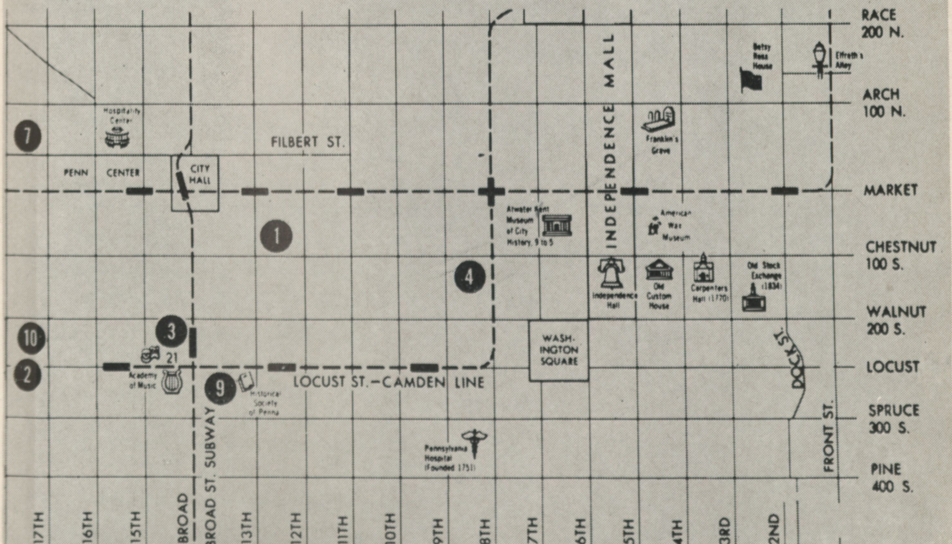 RACE
200 N.
Betsy
Ross
House
Elfreth's
Alley
INDEPENDENCE MALL
ARCH
100 N.
Hospitality
Center
7
FILBERT ST.
Franklin's
Grave
PENN CENTER
CITY
HALL
MARKET
Atwater Kent
Museum
of City
History, 9 to 5
American
Wax
Museum
1
CHESTNUT
100 S.
4
Independence
Hall
Old
Custom
House
Carpenters
Hall (1770)
Old Stock
Exchange
(1834)
WALNUT
200 S.
10
3
WASH-
INGTON
SQUARE
DOCK ST.
21
2
Academy
of Music
9
Historical
Society
of Penna
LOCUST ST.—CAMDEN LINE
LOCUST
SPRUCE
300 S.
BROAD ST. SUBWAY
FRONT ST.
Pennsylvania
Hospital
(Founded 1751)
PINE
400 S.
17TH
16TH
15TH
BROAD
13TH
12TH
11TH
10TH
9TH
8TH
7TH
6TH
5TH
4TH
3RD
2ND